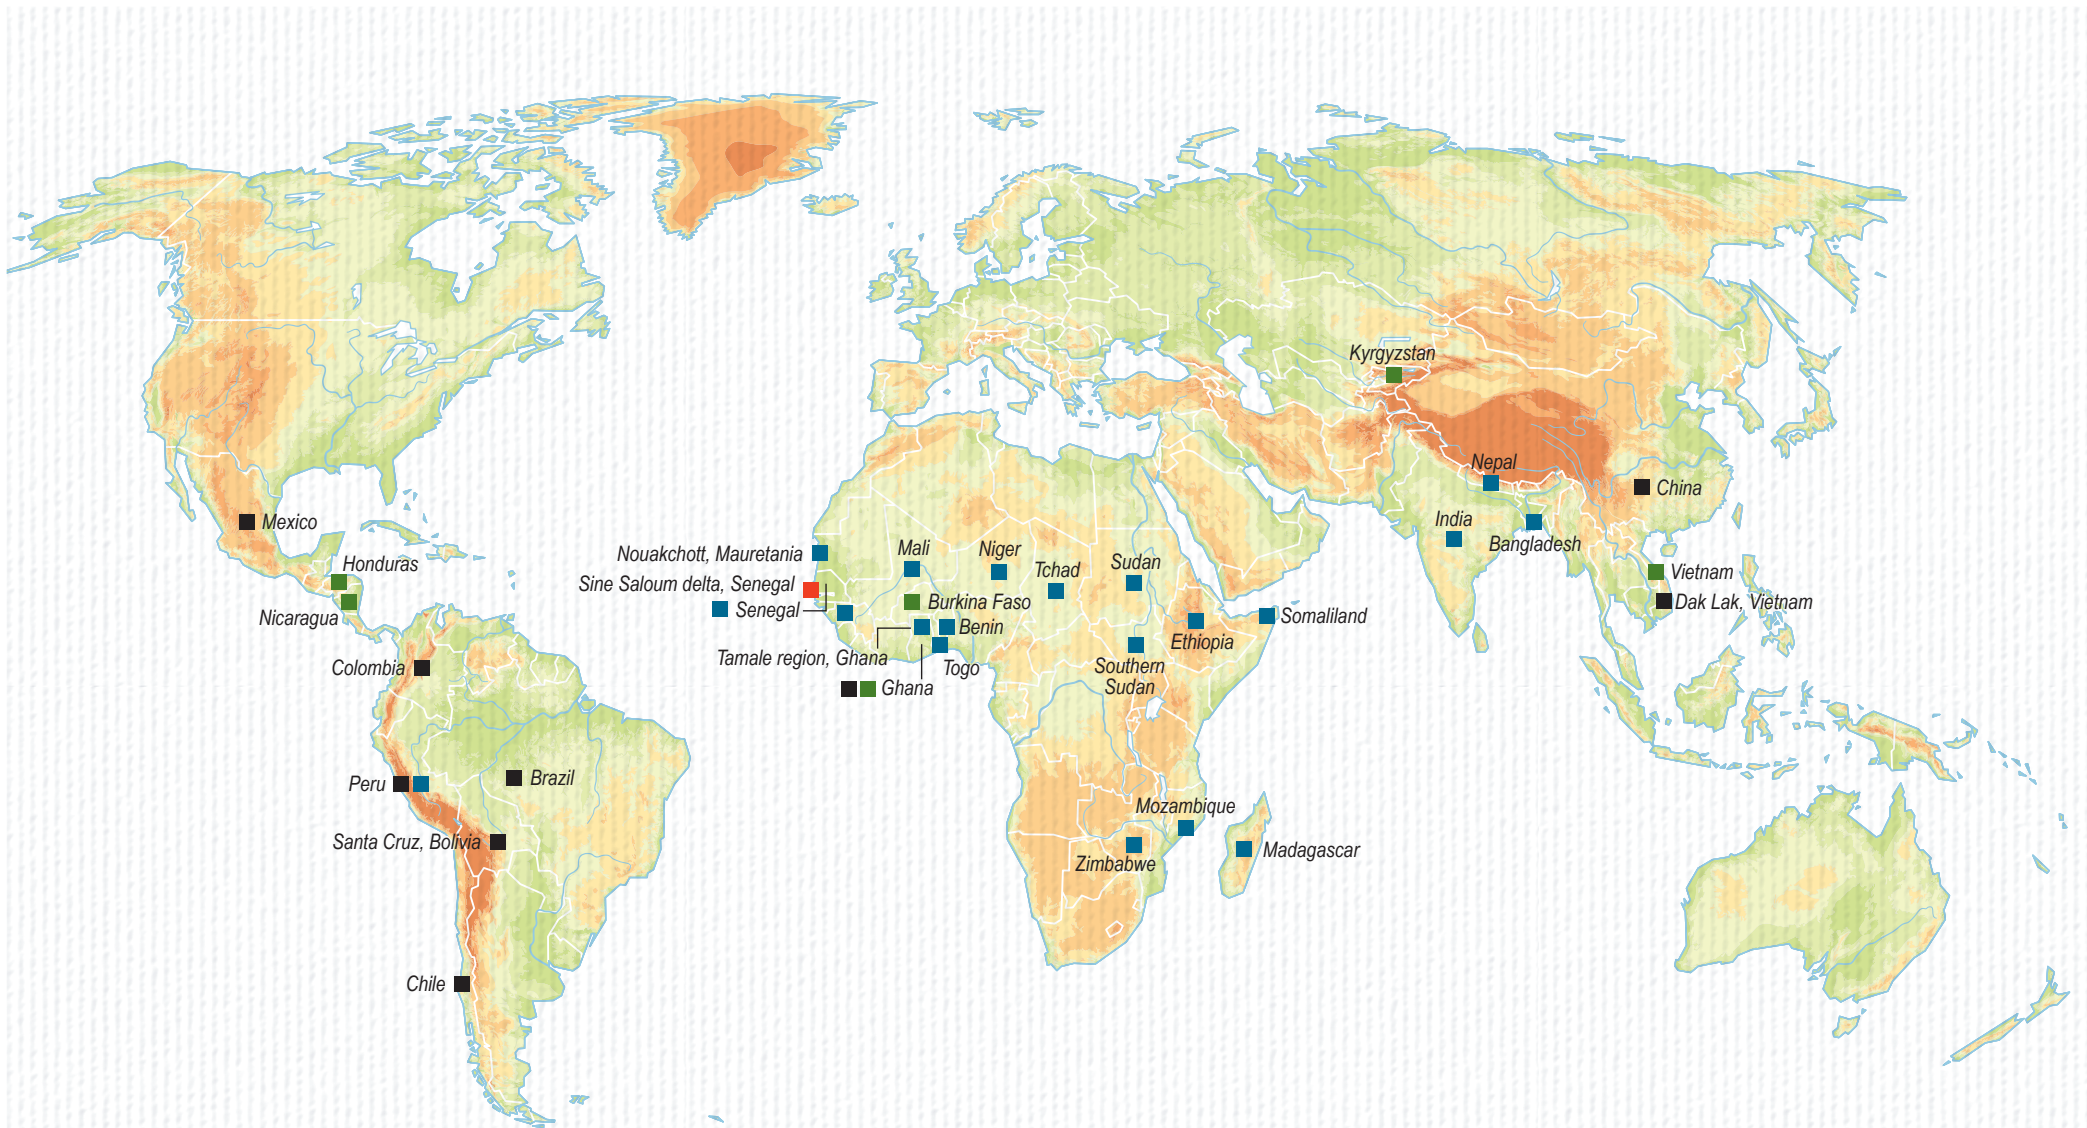 Kyrgyzstan
Nepal
China
Mexico
India
Bangladesh
Honduras
Nouakchott, Mauretania
Mali
Niger
Tchad
Sudan
Vietnam
Sine Saloum delta, Senegal
Burkina Faso
Dak Lak, Vietnam
Nicaragua
Senegal
Benin
Somaliland
Ethiopia
Colombia
Tamale region, Ghana
Togo
Southern
Sudan
Ghana
Peru
Brazil
Mozambique
Santa Cruz, Bolivia
Zimbabwe
Madagascar
Chile